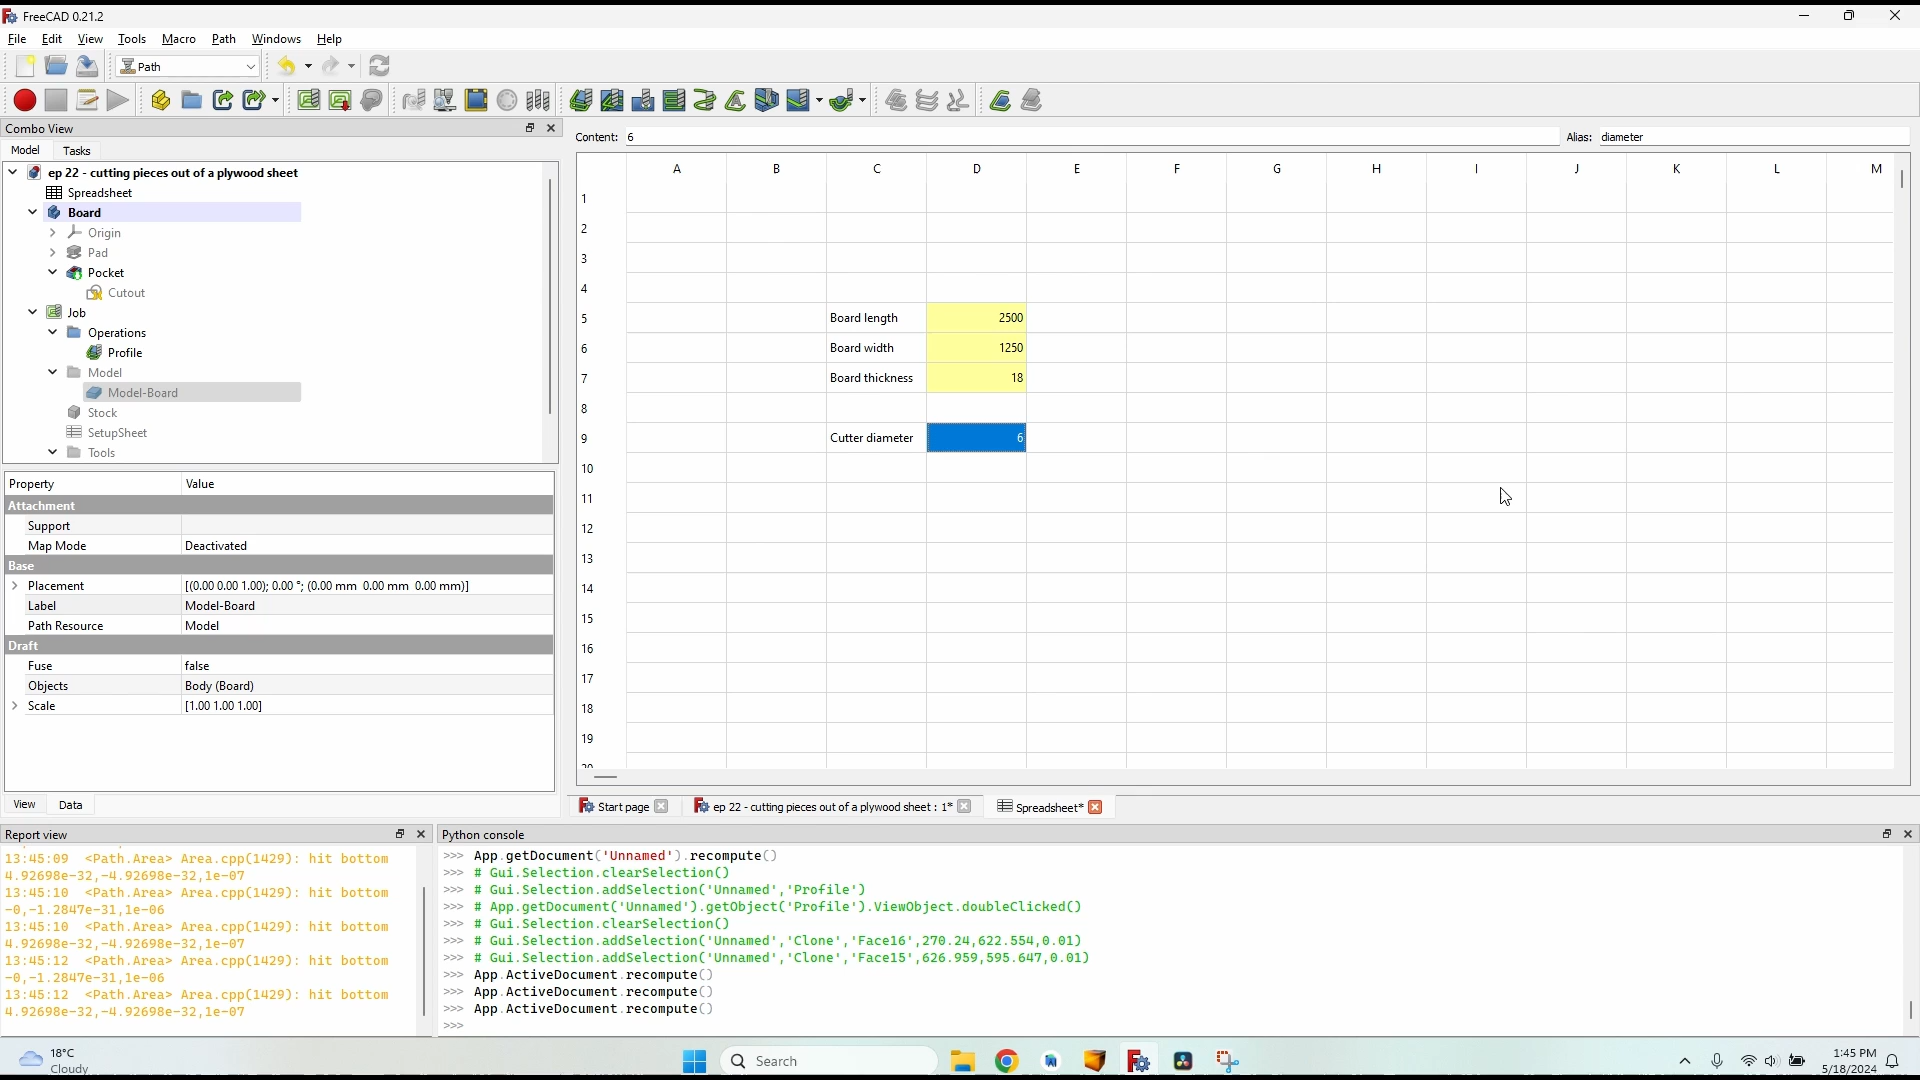 FreeCAD 0.21.2
File Edit View Tools Macro Path Windows Help
Path
Combo View
Content: 6
Alias: diameter
Model Tasks
ep 22 - cutting pieces out of a plywood sheet
Spreadsheet
Board
Origin
Pad
Pocket
Cutout
Job
Operations
Profile
Model
Model-Board
Stock
SetupSheet
Tools
A B C D E F G H I J K L M
1
2
3
4
5 Board length 2500
6 Board width 1250
7 Board thickness 18
8
9 Cutter diameter 6
10
11
12
13
14
15
16
17
18
19
20
Property Value
Attachment
Support
Map Mode Deactivated
Base
Placement [(0.00 0.00 1.00); 0.00 °; (0.00 mm 0.00 mm 0.00 mm)]
Label Model-Board
Path Resource Model
Draft
Fuse false
Objects Body (Board)
Scale [1.00 1.00 1.00]
View Data
Start page ep 22 - cutting pieces out of a plywood sheet : 1* Spreadsheet*
Report view
13:45:09 <Path.Area> Area.cpp(1429): hit bottom
4.92698e-32,-4.92698e-32,1e-07
13:45:10 <Path.Area> Area.cpp(1429): hit bottom
-0,-1.2847e-31,1e-06
13:45:10 <Path.Area> Area.cpp(1429): hit bottom
4.92698e-32,-4.92698e-32,1e-07
13:45:12 <Path.Area> Area.cpp(1429): hit bottom
-0,-1.2847e-31,1e-06
13:45:12 <Path.Area> Area.cpp(1429): hit bottom
4.92698e-32,-4.92698e-32,1e-07
Python console
>>> App.getDocument('Unnamed').recompute()
>>> # Gui.Selection.clearSelection()
>>> # Gui.Selection.addSelection('Unnamed','Profile')
>>> # App.getDocument('Unnamed').getObject('Profile').ViewObject.doubleClicked()
>>> # Gui.Selection.clearSelection()
>>> # Gui.Selection.addSelection('Unnamed','Clone','Face16',270.24,622.554,0.01)
>>> # Gui.Selection.addSelection('Unnamed','Clone','Face15',626.959,595.647,0.01)
>>> App.ActiveDocument.recompute()
>>> App.ActiveDocument.recompute()
>>> App.ActiveDocument.recompute()
>>>
18°C
Cloudy
Search
1:45 PM
5/18/2024